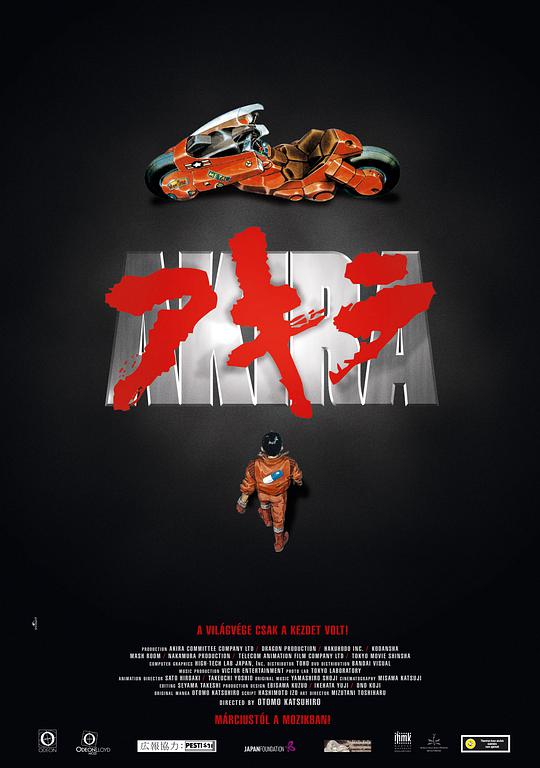 AKIRA
アキラ
A VILÁGVÉGE CSAK A KEZDET VOLT!
PRODUCTION AKIRA COMMITTEE COMPANY LTD / DRAGON PRODUCTION / HAKUHODO INC. / KODANSHA
MASH ROOM / NAKAMURA PRODUCTION / TELECOM ANIMATION FILM COMPANY LTD / TOKYO MOVIE SHINSHA
COMPUTER GRAPHICS HIGH-TECH LAB JAPAN, Inc. DISTRIBUTOR TOHO DVD DISTRIBUTION BANDAI VISUAL
MUSIC PRODUCTION VICTOR ENTERTAINMENT PHOTO LAB TOKYO LABORATORY
ANIMATION DIRECTOR SATO HIROAKI / TAKEUCHI YOSHIO ORIGINAL MUSIC YAMASHIRO SHOJI CINEMATOGRAPHY MISAWA KATSUJI
EDITING SEYAMA TAKESHI PRODUCTION DESIGN EBISAWA KUZUO / IKEHATA YUJI / ONO KOJI
ORIGINAL MANGA OTOMO KATSUHIRO SCRIPT HASHIMOTO IZO ART DIRECTOR MIZUTANI TOSHIHARU
DIRECTED BY OTOMO KATSUHIRO
MÁRCIUSTÓL A MOZIKBAN!
ODEON
ODEONLLOYD
広報協力: PESTI EST
JAPANFOUNDATION